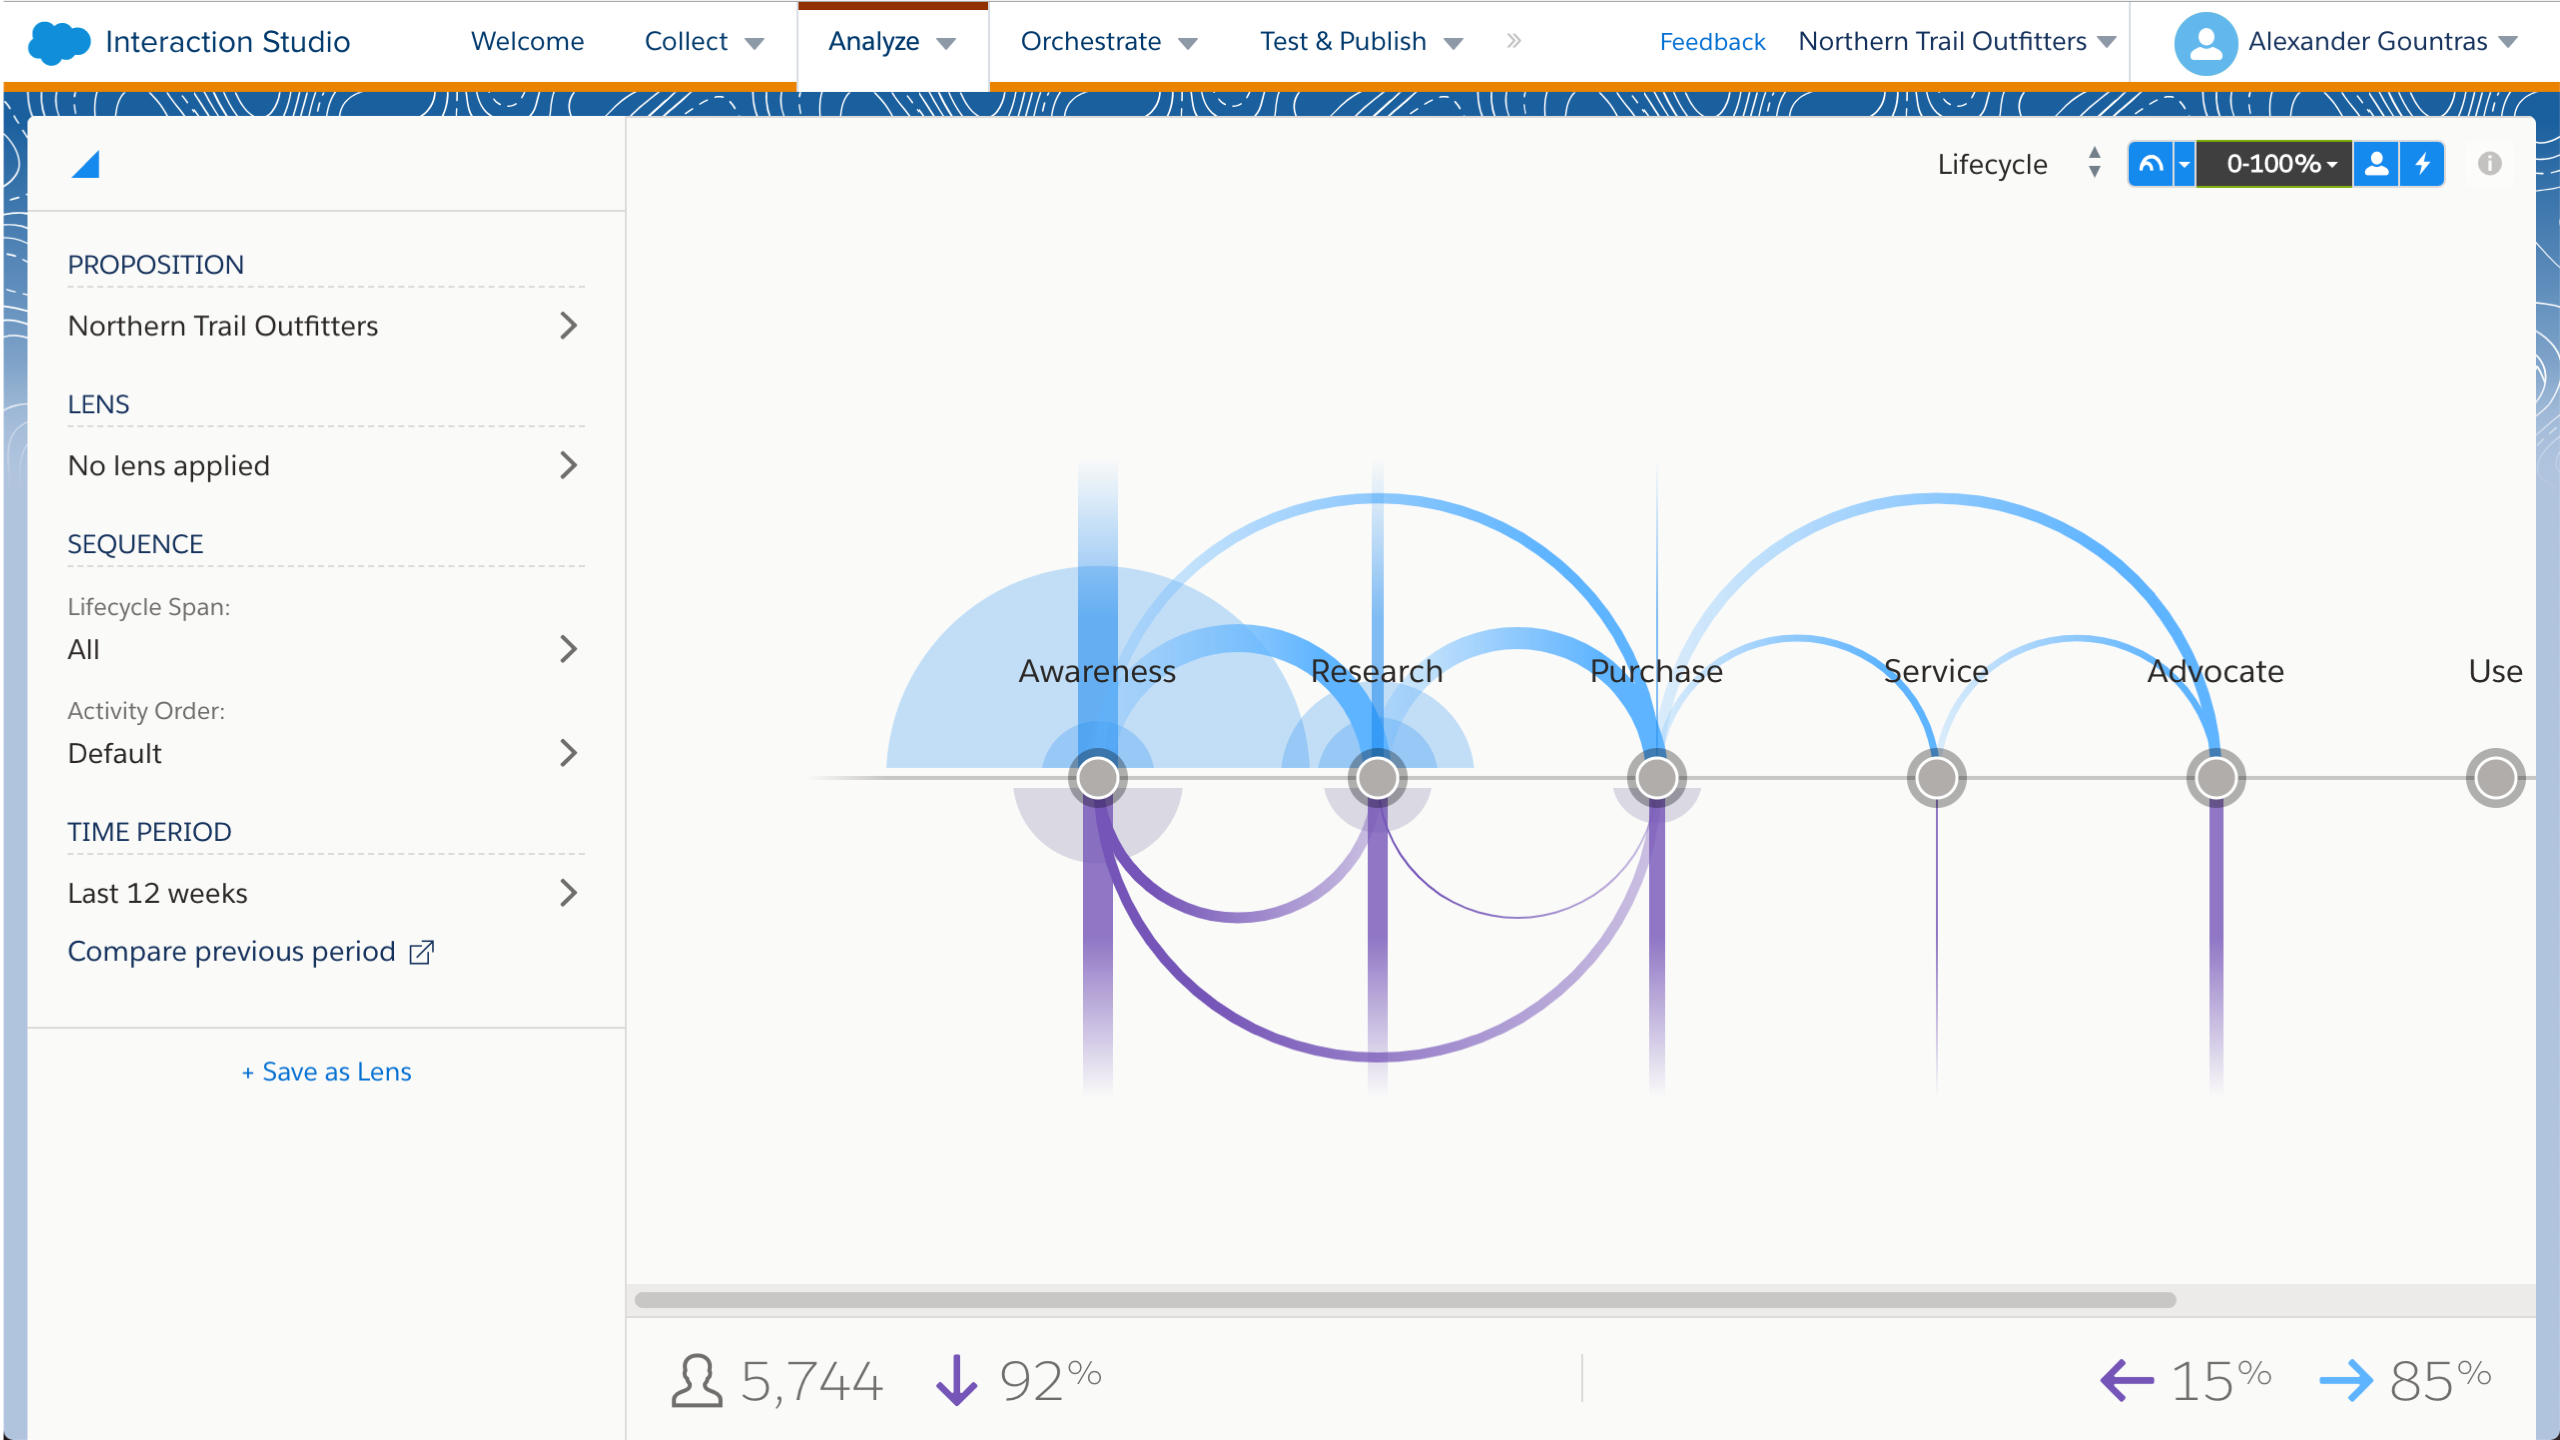 Interaction Studio Welcome Collect Analyze Orchestrate Test & Publish » Feedback Northern Trail Outfitters Alexander Gountras
Lifecycle 0-100%
PROPOSITION
Northern Trail Outfitters
LENS
No lens applied
SEQUENCE
Lifecycle Span:
All
Activity Order:
Default
TIME PERIOD
Last 12 weeks
Compare previous period
+ Save as Lens
Awareness Research Purchase Service Advocate Use
5,744 92% 15% 85%